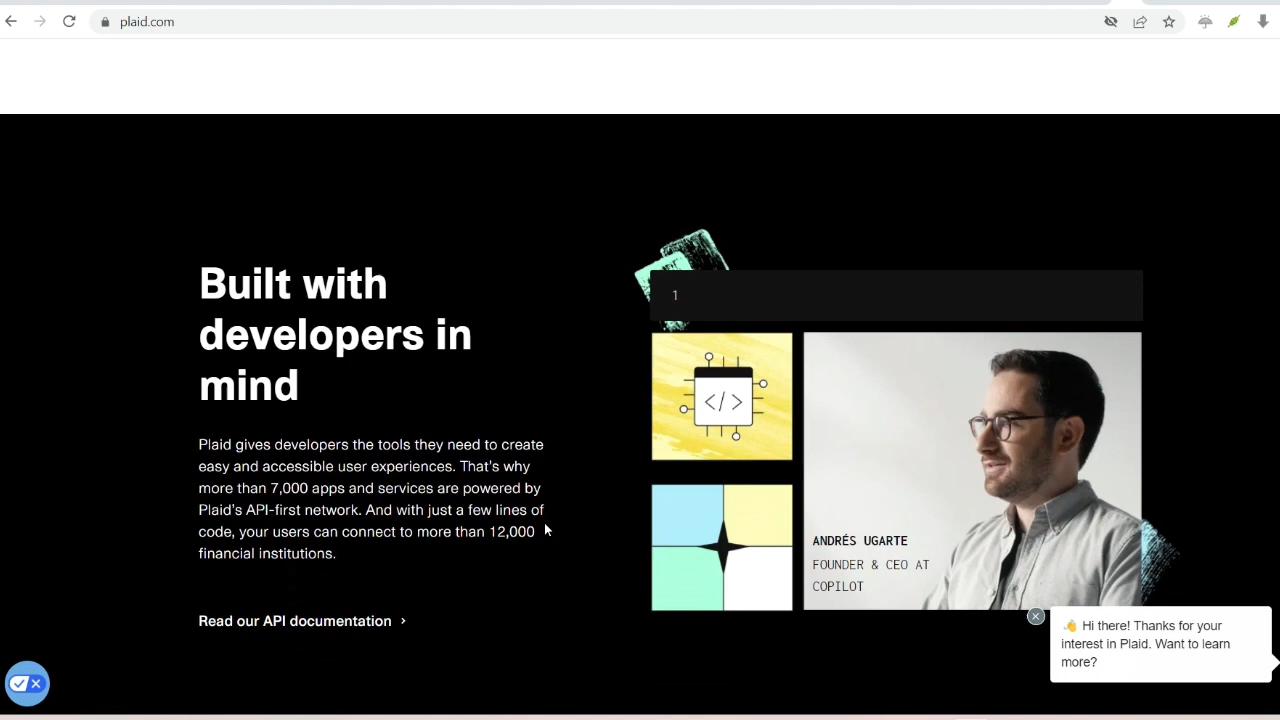 plaid.com
Built with
developers in
mind
Plaid gives developers the tools they need to create
easy and accessible user experiences. That's why
more than 7,000 apps and services are powered by
Plaid's API-first network. And with just a few lines of
code, your users can connect to more than 12,000
financial institutions.
Read our API documentation >
1
</>
ANDRÉS UGARTE
FOUNDER & CEO AT
COPILOT
👋 Hi there! Thanks for your
interest in Plaid. Want to learn
more?